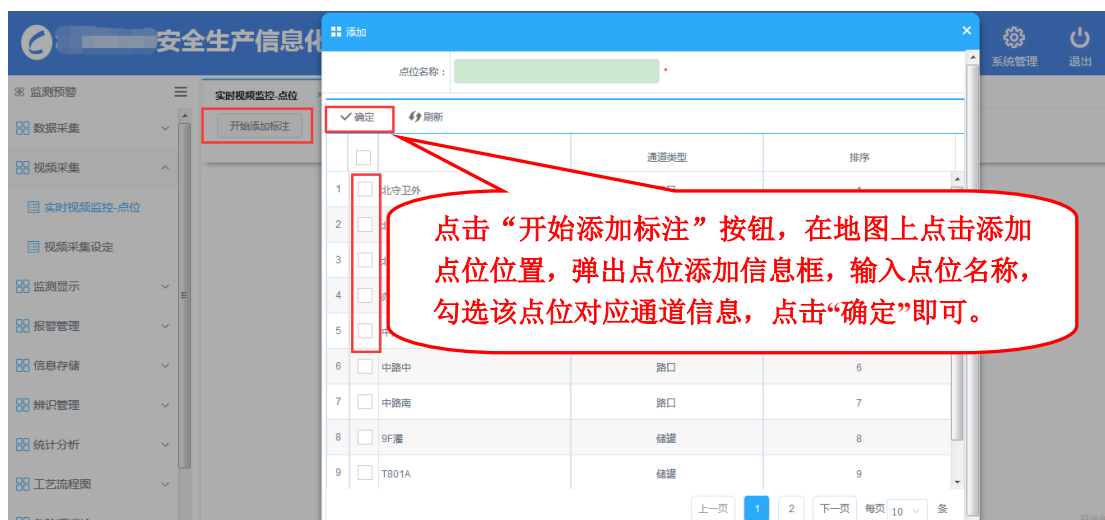 安全生产信息化
添加
系统管理
退出
点位名称：
*
监测预警
实时视频监控-点位
数据采集
开始添加标注
确定
刷新
通道类型
排序
视频采集
1 北守卫外
实时视频监控-点位
2
视频采集设定
3
监测显示
4
报警管理
5
点击“开始添加标注”按钮，在地图上点击添加
点位位置，弹出点位添加信息框，输入点位名称，
勾选该点位对应通道信息，点击“确定”即可。
信息存储
6 中路中 路口 6
辨识管理
7 中路南 路口 7
统计分析
8 9F灌 储罐 8
工艺流程图
9 T801A 储罐 9
上一页 1 2 下一页 每页 10 条